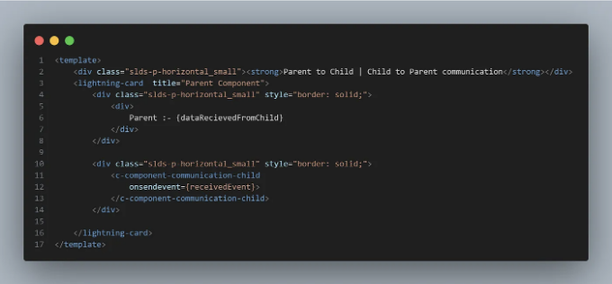 1 <template>
2 <div class="slds-p-horizontal_small"><strong>Parent to Child | Child to Parent communication</strong></div>
3 <lightning-card title="Parent Component">
4 <div class="slds-p-horizontal_small" style="border: solid;">
5 <div>
6 Parent :- {dataRecievedFromChild}
7 </div>
8 </div>
9
10 <div class="slds-p-horizontal_small" style="border: solid;">
11 <c-component-communication-child
12 onsendevent={receivedEvent}>
13 </c-component-communication-child>
14 </div>
15
16 </lightning-card>
17 </template>